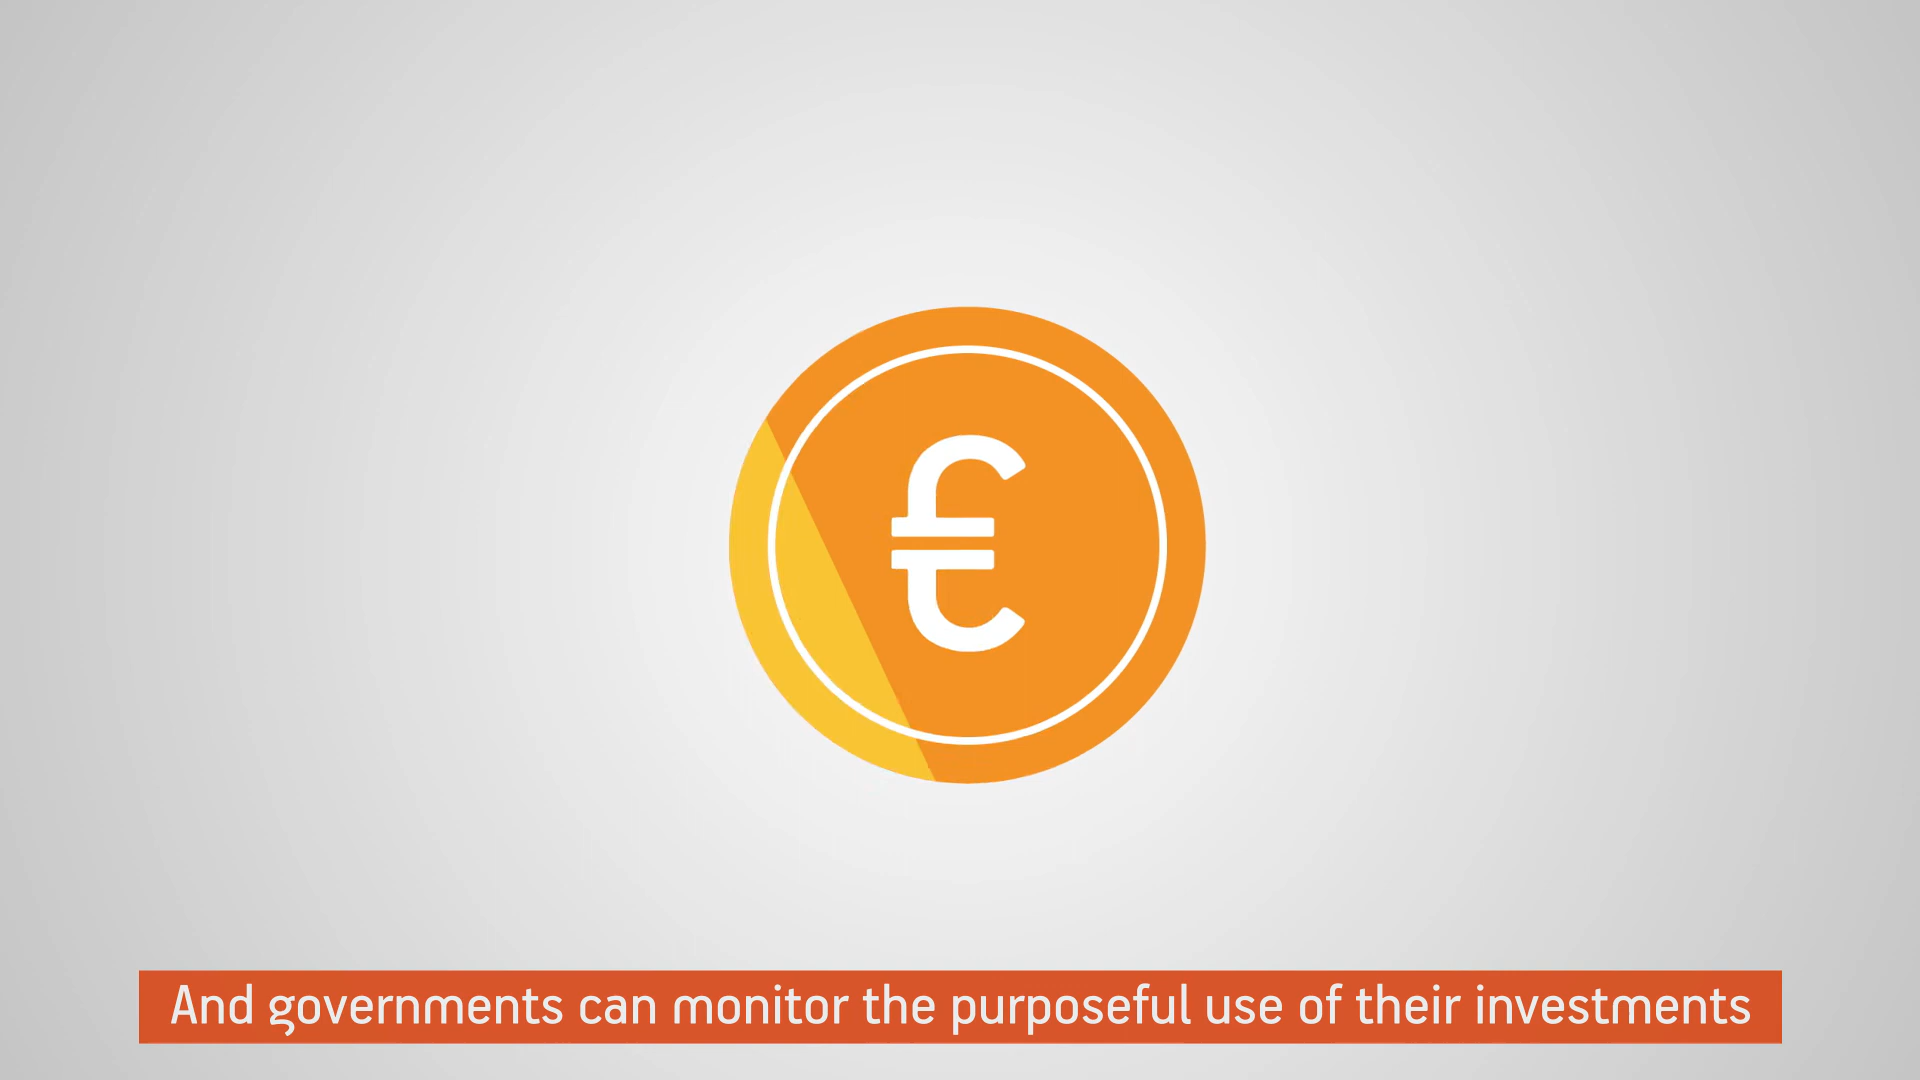 And governments can monitor the purposeful use of their investments